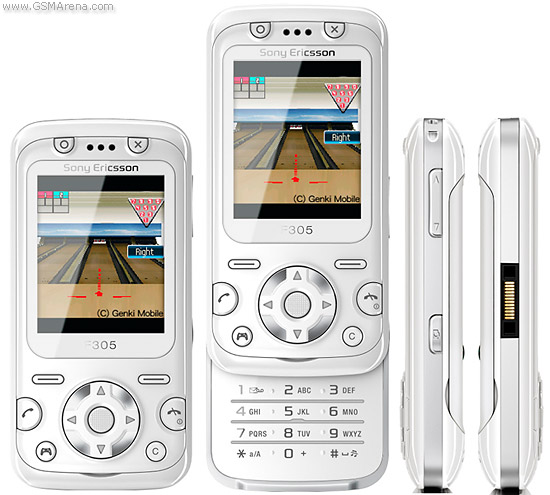 www.GSMArena.com
Sony Ericsson
Right
(C) Genki Mobile
F305
C
Sony Ericsson
Right
(C) Genki Mobile
F305
C
1 2 ABC 3 DEF
4 GHI 5 JKL 6 MNO
7 PQRS 8 TUV 9 WXYZ
* a/A 0 + #